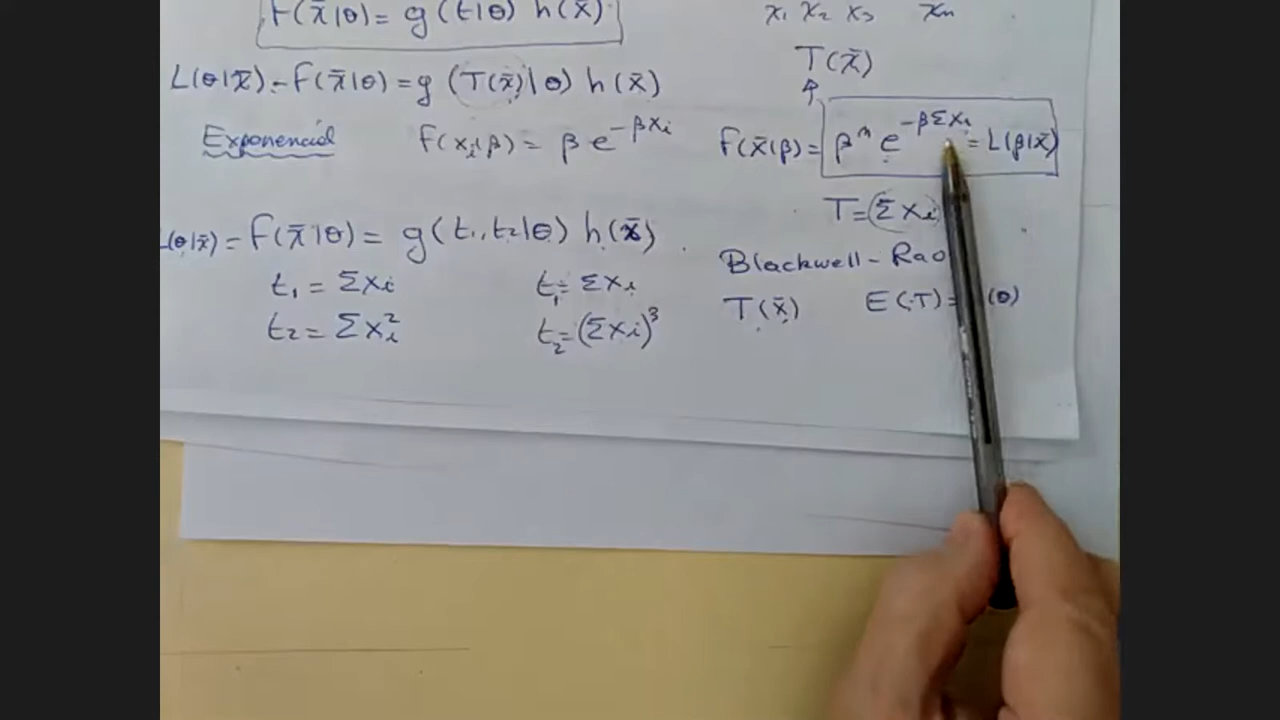 f(x̄|θ) = g(t|θ) h(x̄)
x₁ x₂ x₃ xₙ
T(x̄)
L(θ|x̄) = f(x̄|θ) = g (T(x̄)|θ) h(x̄)
Exponencial f(xᵢ|β) = β e^{-βxᵢ}
f(x̄|β) = βⁿ e^{-βΣxᵢ} = L(β|x̄)
T = Σxᵢ
L(θ|x̄) = f(x̄|θ) = g(t₁, t₂|θ) h(x̄)
t₁ = Σxᵢ
t₂ = Σxᵢ²
t₁ = Σxᵢ
t₂ = (Σxᵢ)³
Blackwell - Rao
T(x̄) E(T) = (θ)